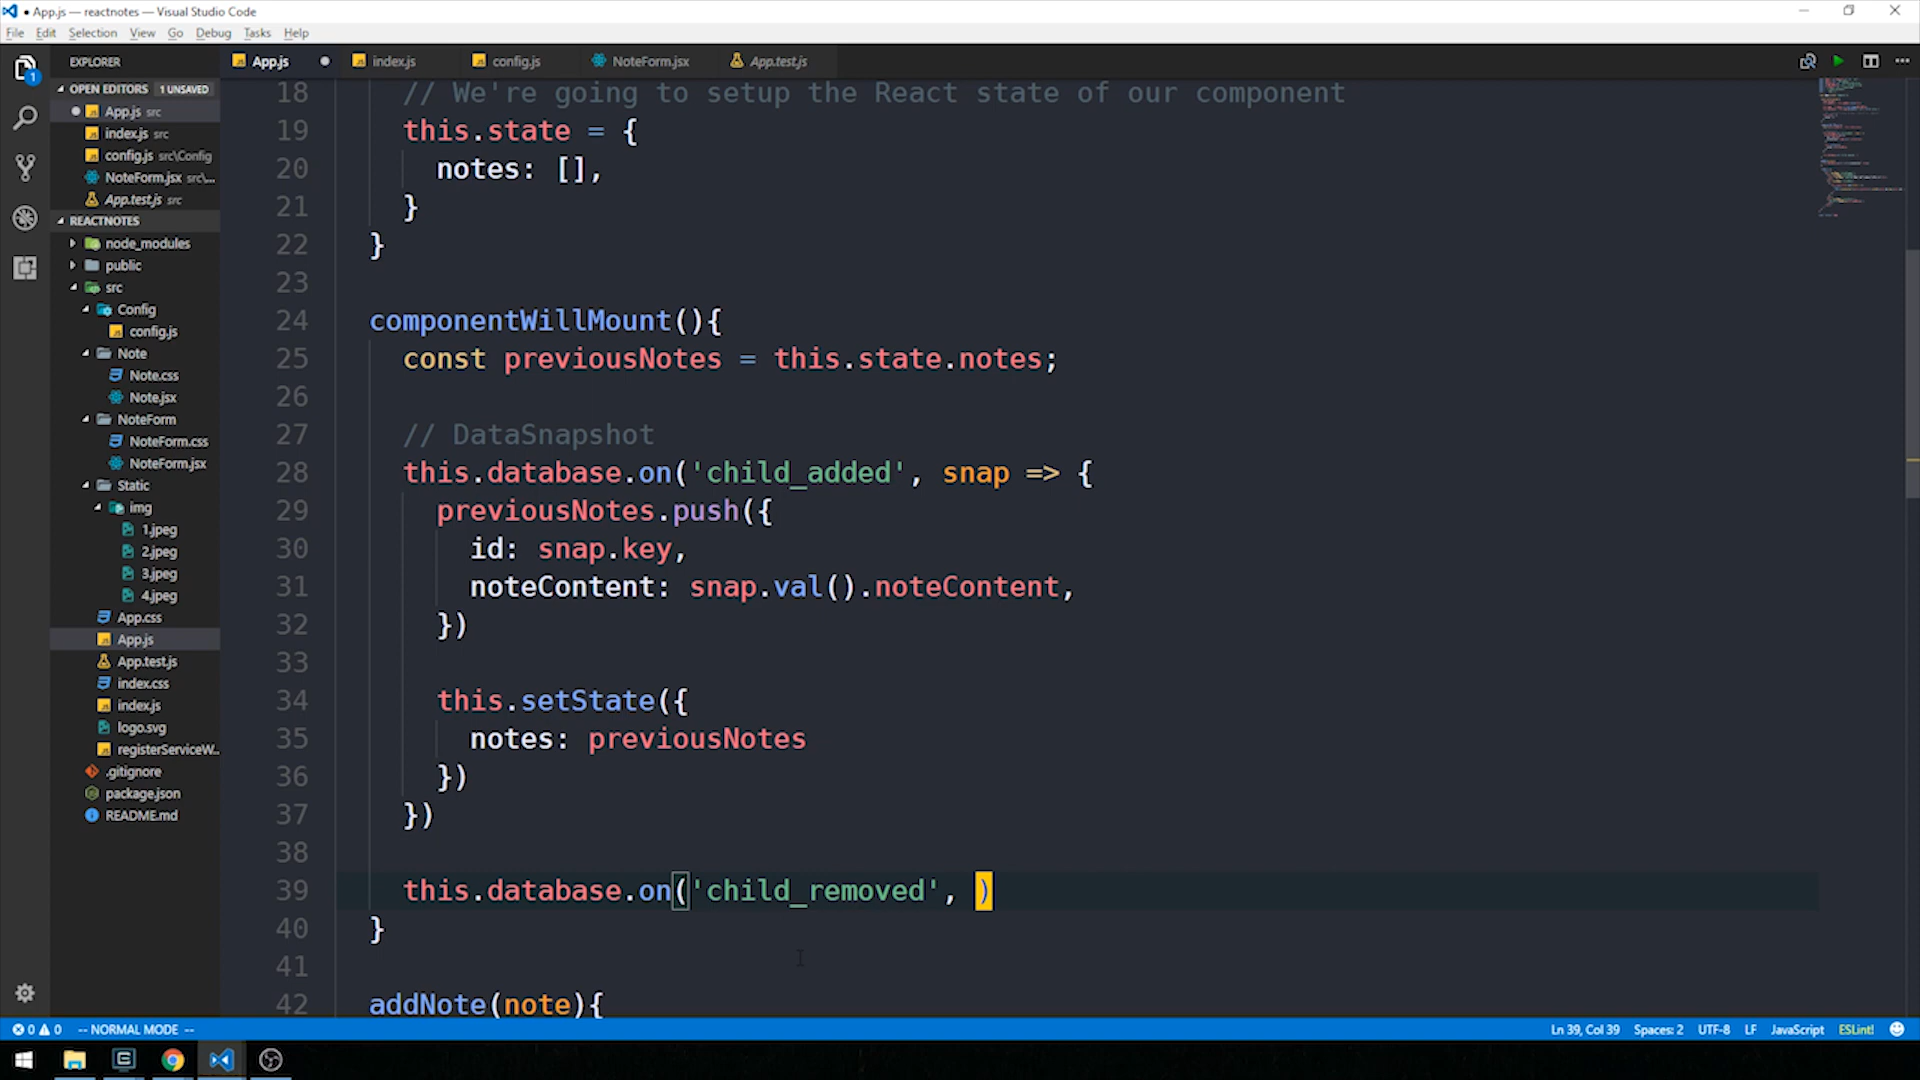 App.js — reactnotes — Visual Studio Code
File Edit Selection View Go Debug Tasks Help
EXPLORER
App.js index.js config.js NoteForm.jsx App.test.js
OPEN EDITORS 1 UNSAVED
App.js src
index.js src
config.js src\Config
NoteForm.jsx src\...
App.test.js src
REACTNOTES
node_modules
public
src
Config
config.js
Note
Note.css
Note.jsx
NoteForm
NoteForm.css
NoteForm.jsx
Static
img
1.jpeg
2.jpeg
3.jpeg
4.jpeg
App.css
App.js
App.test.js
index.css
index.js
logo.svg
registerServiceW...
.gitignore
package.json
README.md
1
18 // We're going to setup the React state of our component
19 this.state = {
20 notes: [],
21 }
22 }
23
24 componentWillMount(){
25 const previousNotes = this.state.notes;
26
27 // DataSnapshot
28 this.database.on('child_added', snap => {
29 previousNotes.push({
30 id: snap.key,
31 noteContent: snap.val().noteContent,
32 })
33
34 this.setState({
35 notes: previousNotes
36 })
37 })
38
39 this.database.on('child_removed', )
40 }
41
42 addNote(note){
0 0 -- NORMAL MODE -- Ln 39, Col 39 Spaces: 2 UTF-8 LF JavaScript ESLint!